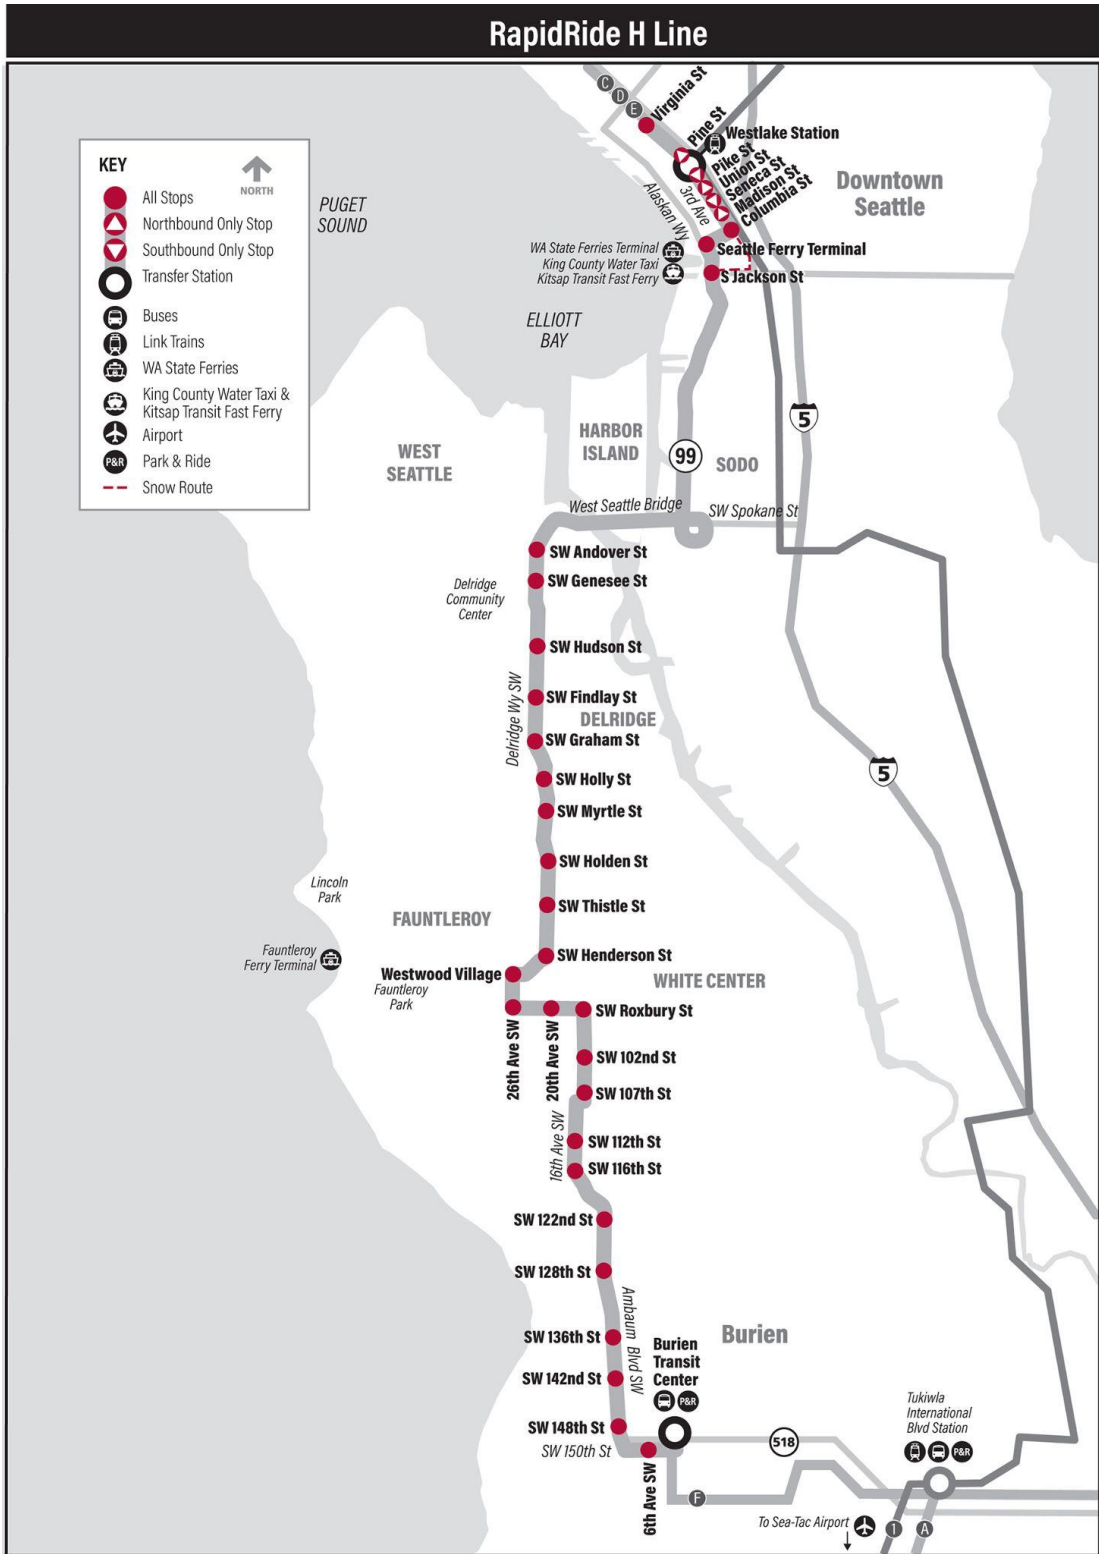 RapidRide H Line
C
D
E
Virginia St
Pine St
Westlake Station
Pike St
Union St
Seneca St
Madison St
Columbia St
3rd Ave
Alaskan Wy
Downtown
Seattle
KEY
NORTH
All Stops
Northbound Only Stop
Southbound Only Stop
Transfer Station
Buses
Link Trains
WA State Ferries
King County Water Taxi &
Kitsap Transit Fast Ferry
Airport
P&R
Park & Ride
Snow Route
PUGET
SOUND
WA State Ferries Terminal
King County Water Taxi
Kitsap Transit Fast Ferry
Seattle Ferry Terminal
S Jackson St
ELLIOTT
BAY
5
HARBOR
ISLAND
WEST
SEATTLE
99
SODO
West Seattle Bridge
SW Spokane St
SW Andover St
SW Genesee St
Delridge
Community
Center
SW Hudson St
SW Findlay St
DELRIDGE
Delridge Wy SW
SW Graham St
SW Holly St
5
SW Myrtle St
SW Holden St
Lincoln
Park
SW Thistle St
FAUNTLEROY
Fauntleroy
Ferry Terminal
SW Henderson St
Westwood Village
Fauntleroy
Park
WHITE CENTER
SW Roxbury St
26th Ave SW
20th Ave SW
SW 102nd St
SW 107th St
16th Ave SW
SW 112th St
SW 116th St
SW 122nd St
SW 128th St
Ambaum Blvd SW
SW 136th St
Burien
Burien
Transit
Center
P&R
SW 142nd St
SW 148th St
SW 150th St
6th Ave SW
518
Tukiwla
International
Blvd Station
P&R
F
To Sea-Tac Airport
1
A